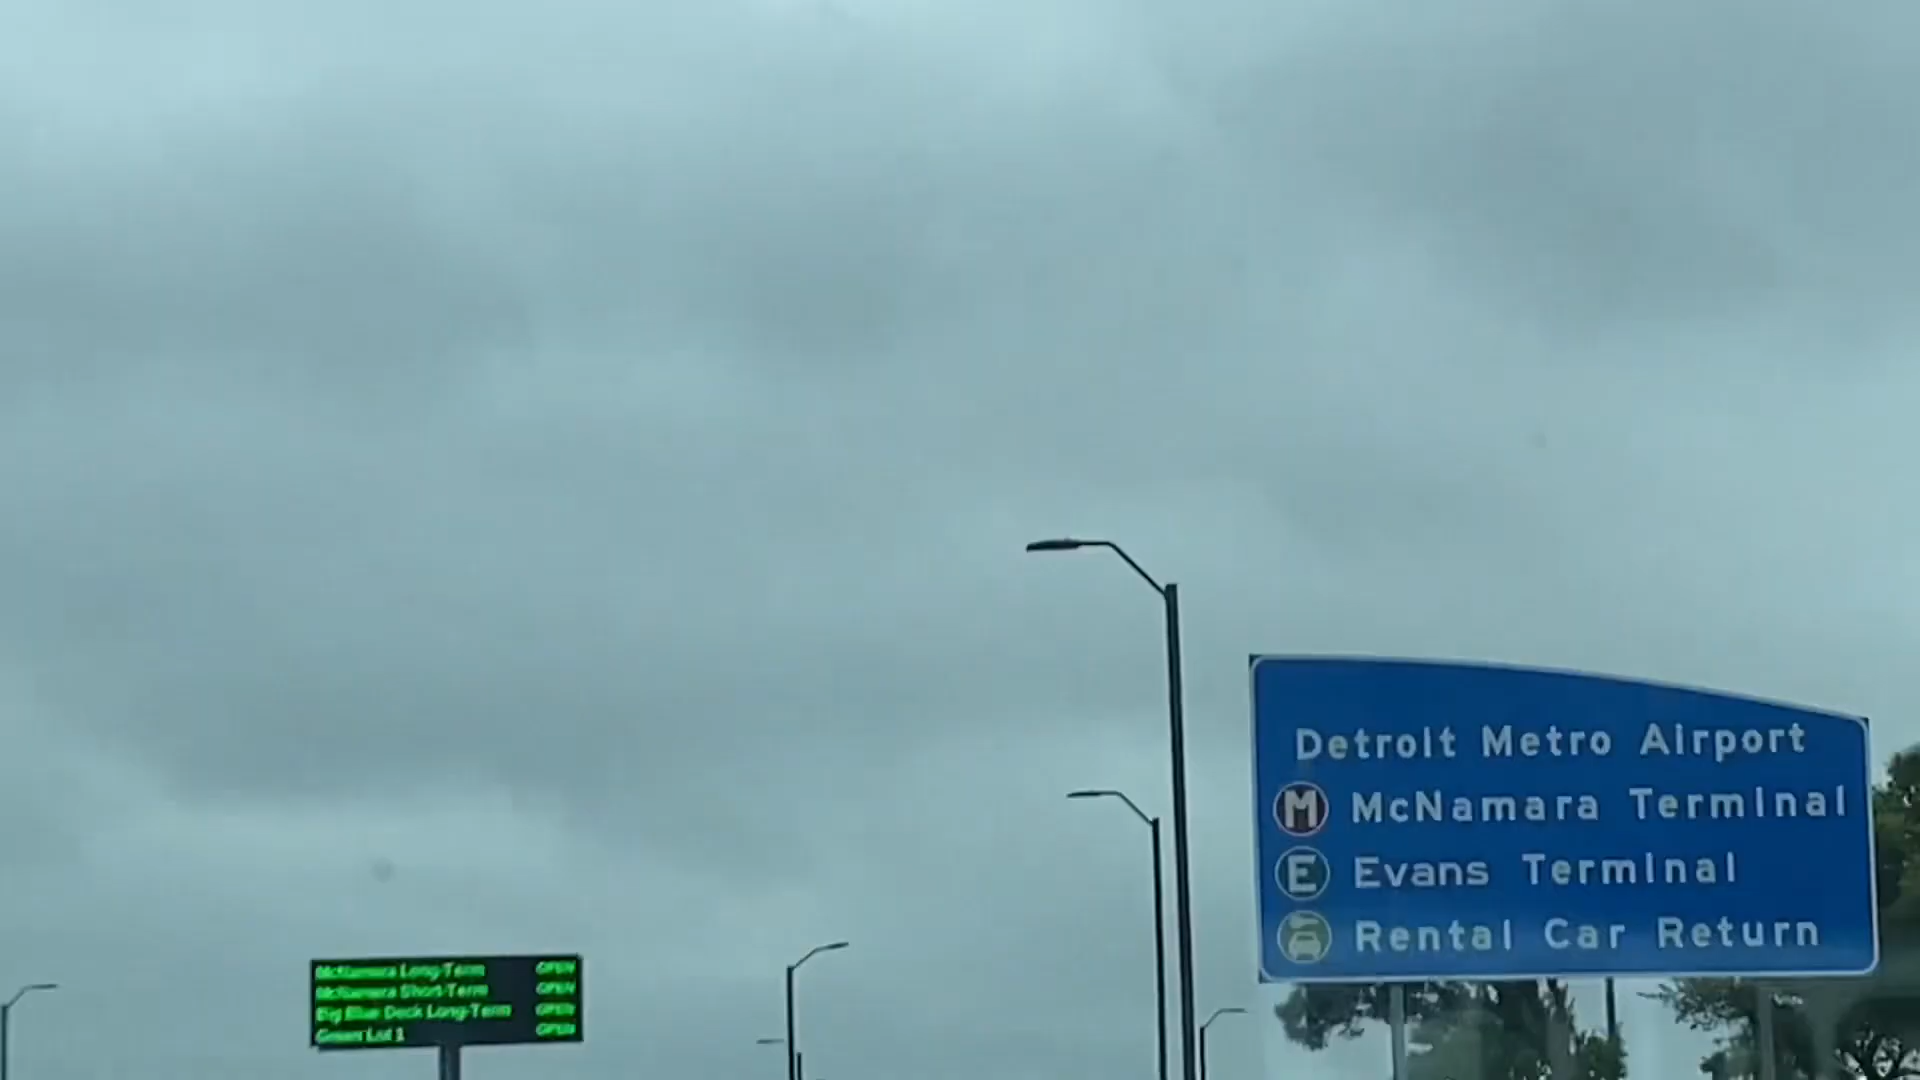 Detroit Metro Airport
M McNamara Terminal
E Evans Terminal
Rental Car Return
McNamara Long-Term OPEN
McNamara Short-Term OPEN
Big Blue Deck Long-Term OPEN
Green Lot 1 OPEN